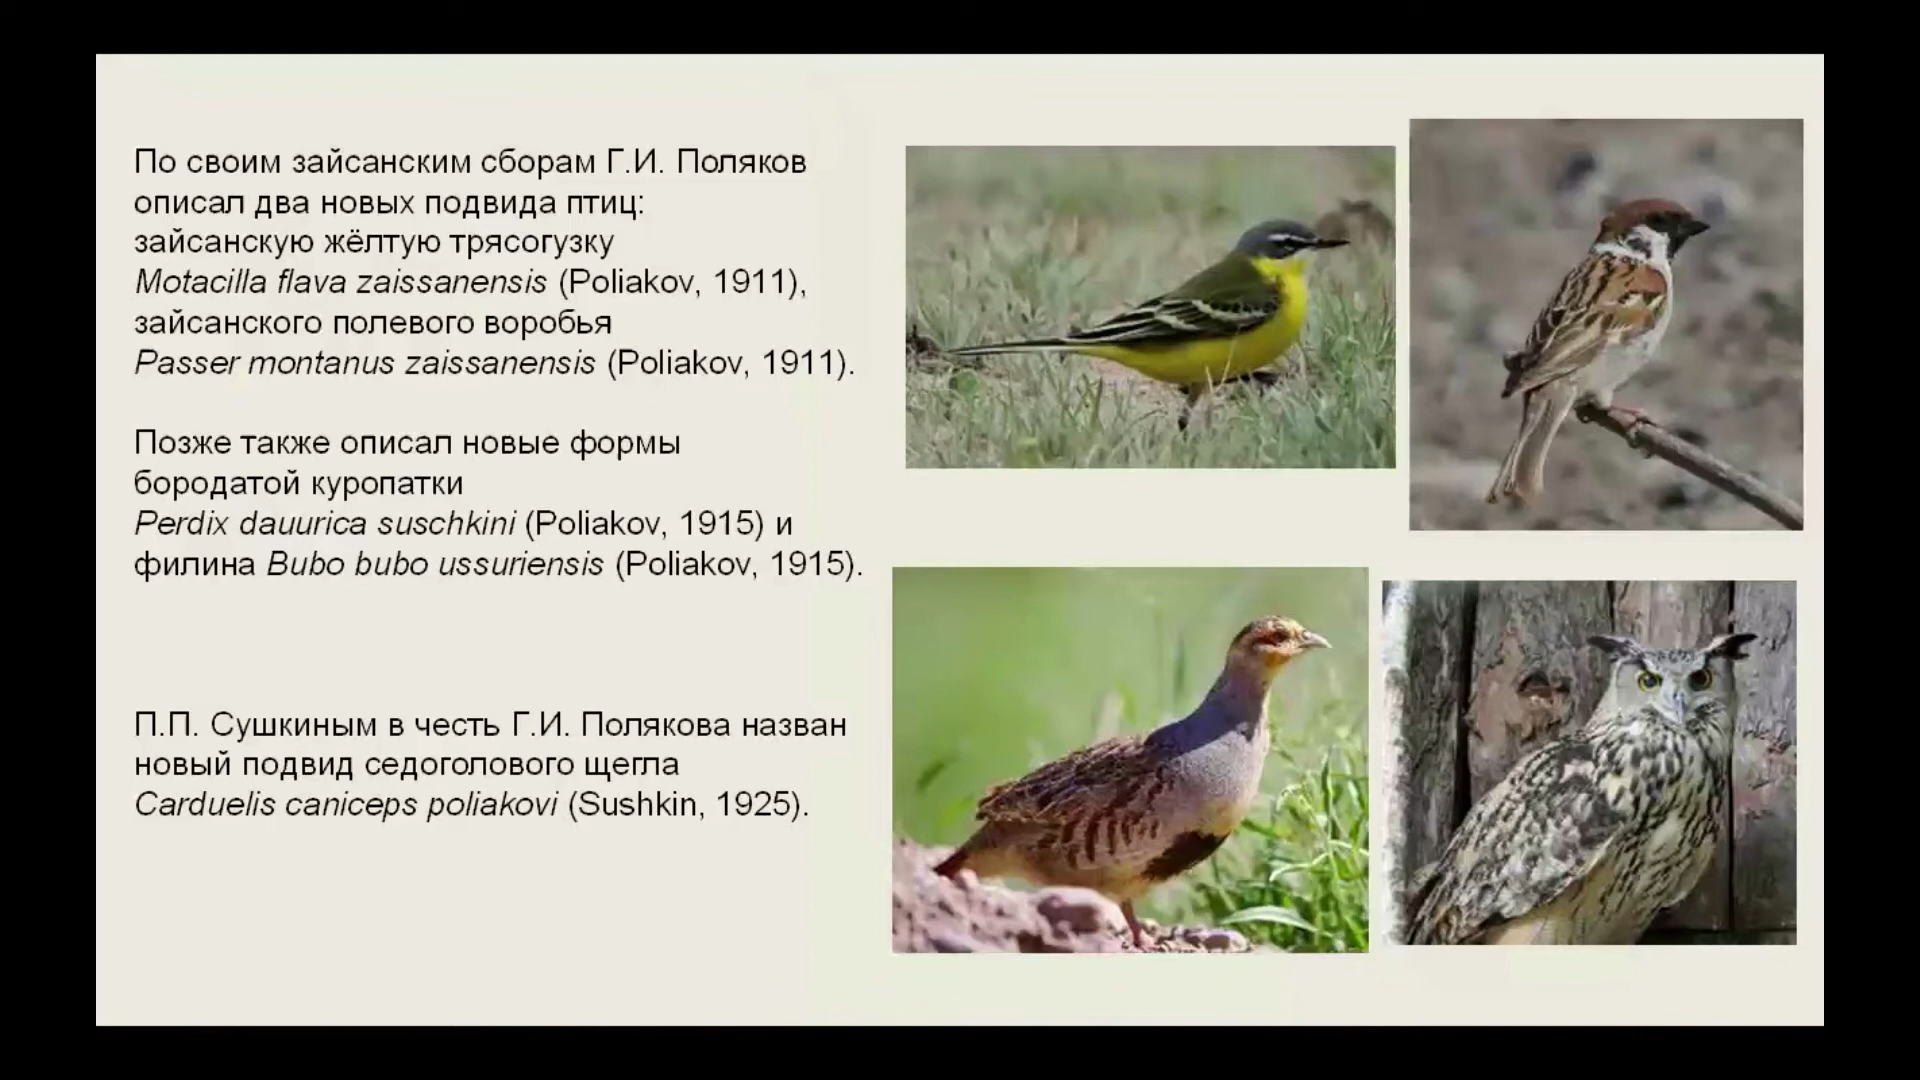 По своим зайсанским сборам Г.И. Поляков
описал два новых подвида птиц:
зайсанскую жёлтую трясогузку
Motacilla flava zaissanensis (Poliakov, 1911),
зайсанского полевого воробья
Passer montanus zaissanensis (Poliakov, 1911).
Позже также описал новые формы
бородатой куропатки
Perdix dauurica suschkini (Poliakov, 1915) и
филина Bubo bubo ussuriensis (Poliakov, 1915).
П.П. Сушкиным в честь Г.И. Полякова назван
новый подвид седоголового щегла
Carduelis caniceps poliakovi (Sushkin, 1925).